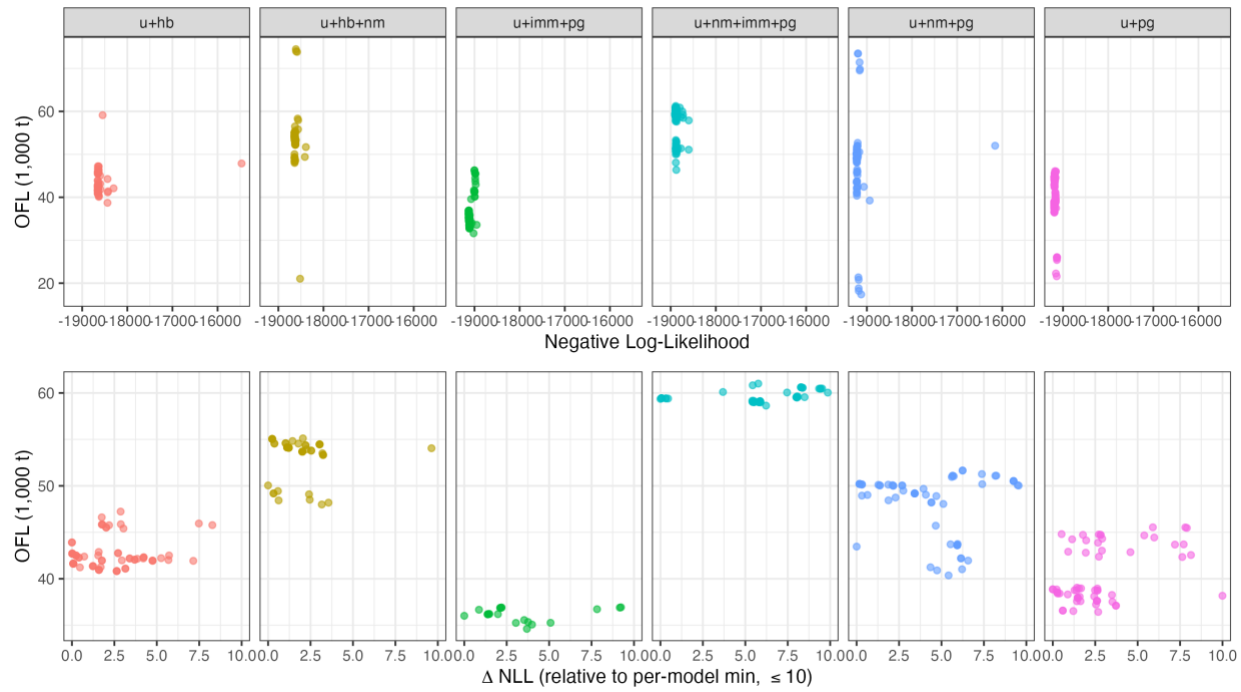 u+hb u+hb+nm u+imm+pg u+nm+imm+pg u+nm+pg u+pg
OFL (1,000 t)
60
40
20
-19000 -18000 -17000 -16000 -19000 -18000 -17000 -16000 -19000 -18000 -17000 -16000 -19000 -18000 -17000 -16000 -19000 -18000 -17000 -16000 -19000 -18000 -17000 -16000
Negative Log-Likelihood
OFL (1,000 t)
60
50
40
0.0 2.5 5.0 7.5 10.0 0.0 2.5 5.0 7.5 10.0 0.0 2.5 5.0 7.5 10.0 0.0 2.5 5.0 7.5 10.0 0.0 2.5 5.0 7.5 10.0 0.0 2.5 5.0 7.5 10.0
Δ NLL (relative to per-model min, ≤ 10)